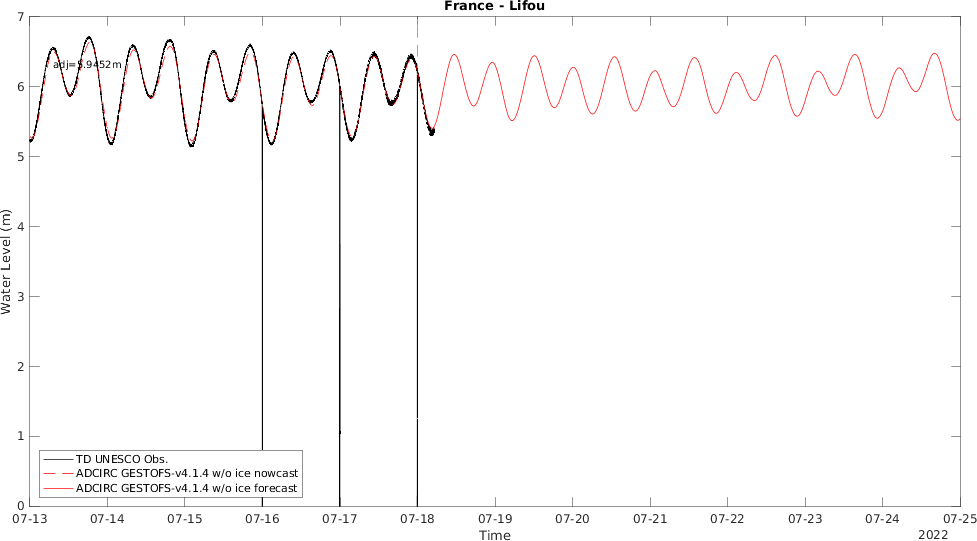 France - Lifou
7
6
5
4
3
2
1
0
Water Level (m)
adj=5.9452m
TD UNESCO Obs.
ADCIRC GESTOFS-v4.1.4 w/o ice nowcast
ADCIRC GESTOFS-v4.1.4 w/o ice forecast
07-13 07-14 07-15 07-16 07-17 07-18 07-19 07-20 07-21 07-22 07-23 07-24 07-25
Time
2022